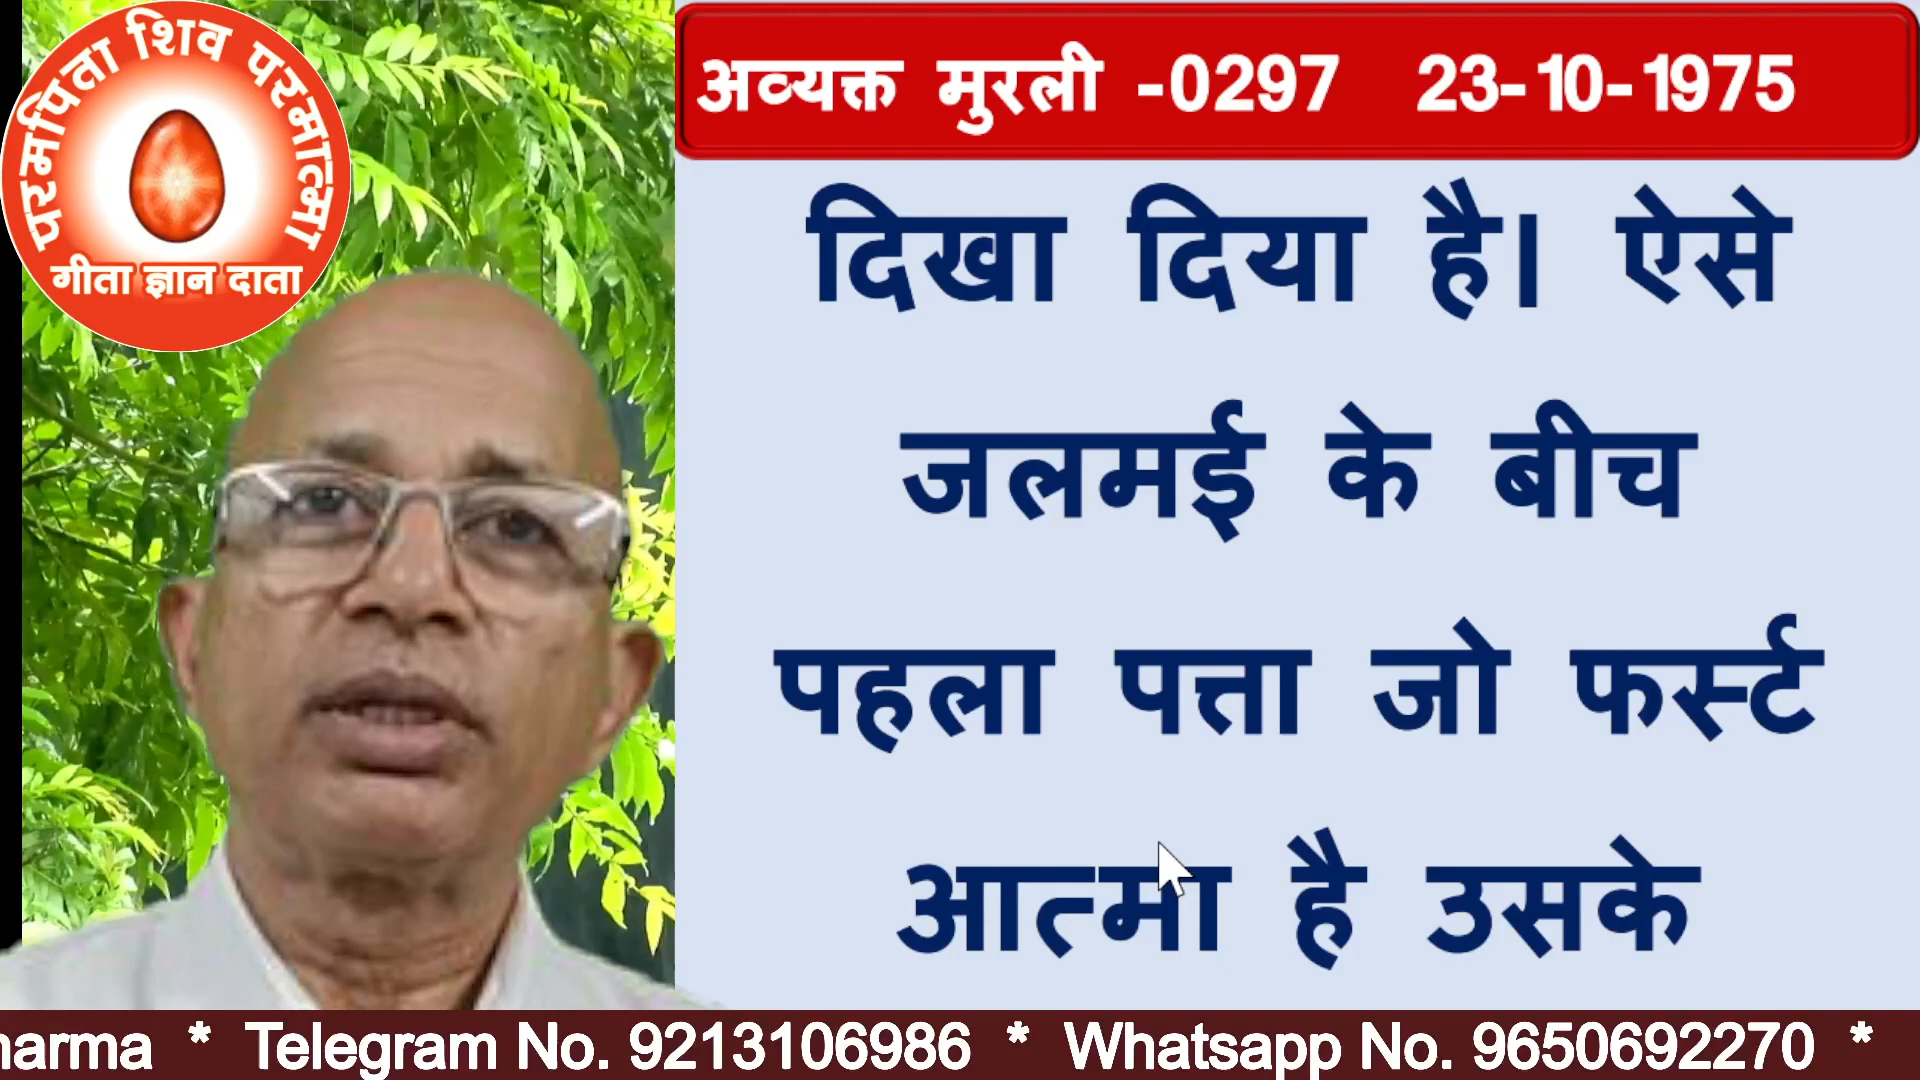 परमपिता शिव परमात्मा
गीता ज्ञान दाता
अव्यक्त मुरली -0297 23-10-1975
दिखा दिया है। ऐसे
जलमई के बीच
पहला पत्ता जो फर्स्ट
आत्मा है उसके
harma * Telegram No. 9213106986 * Whatsapp No. 9650692270 *